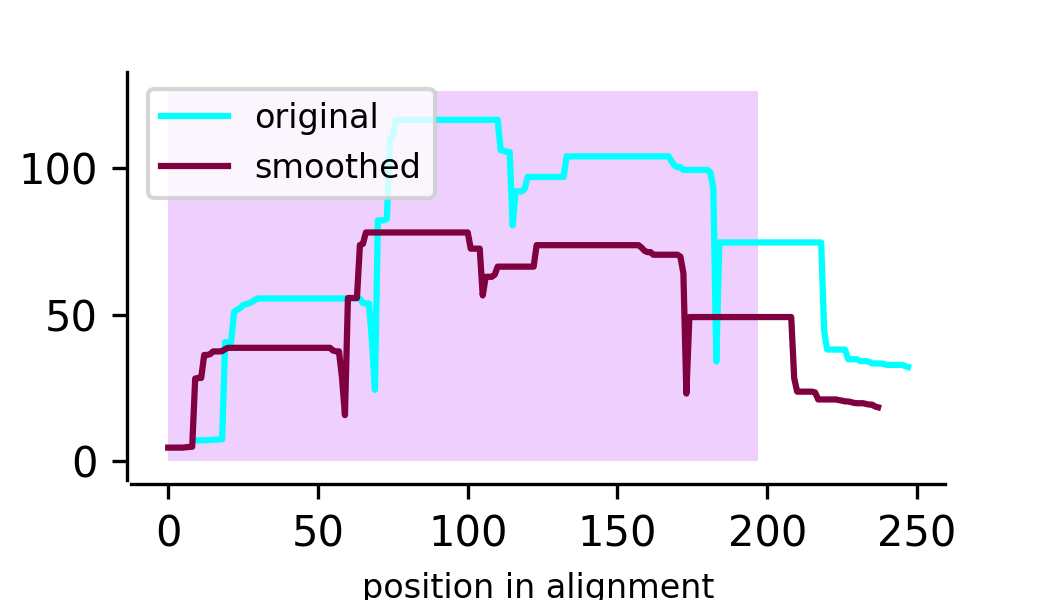 original
smoothed
100
50
0
0 50 100 150 200 250
position in alignment